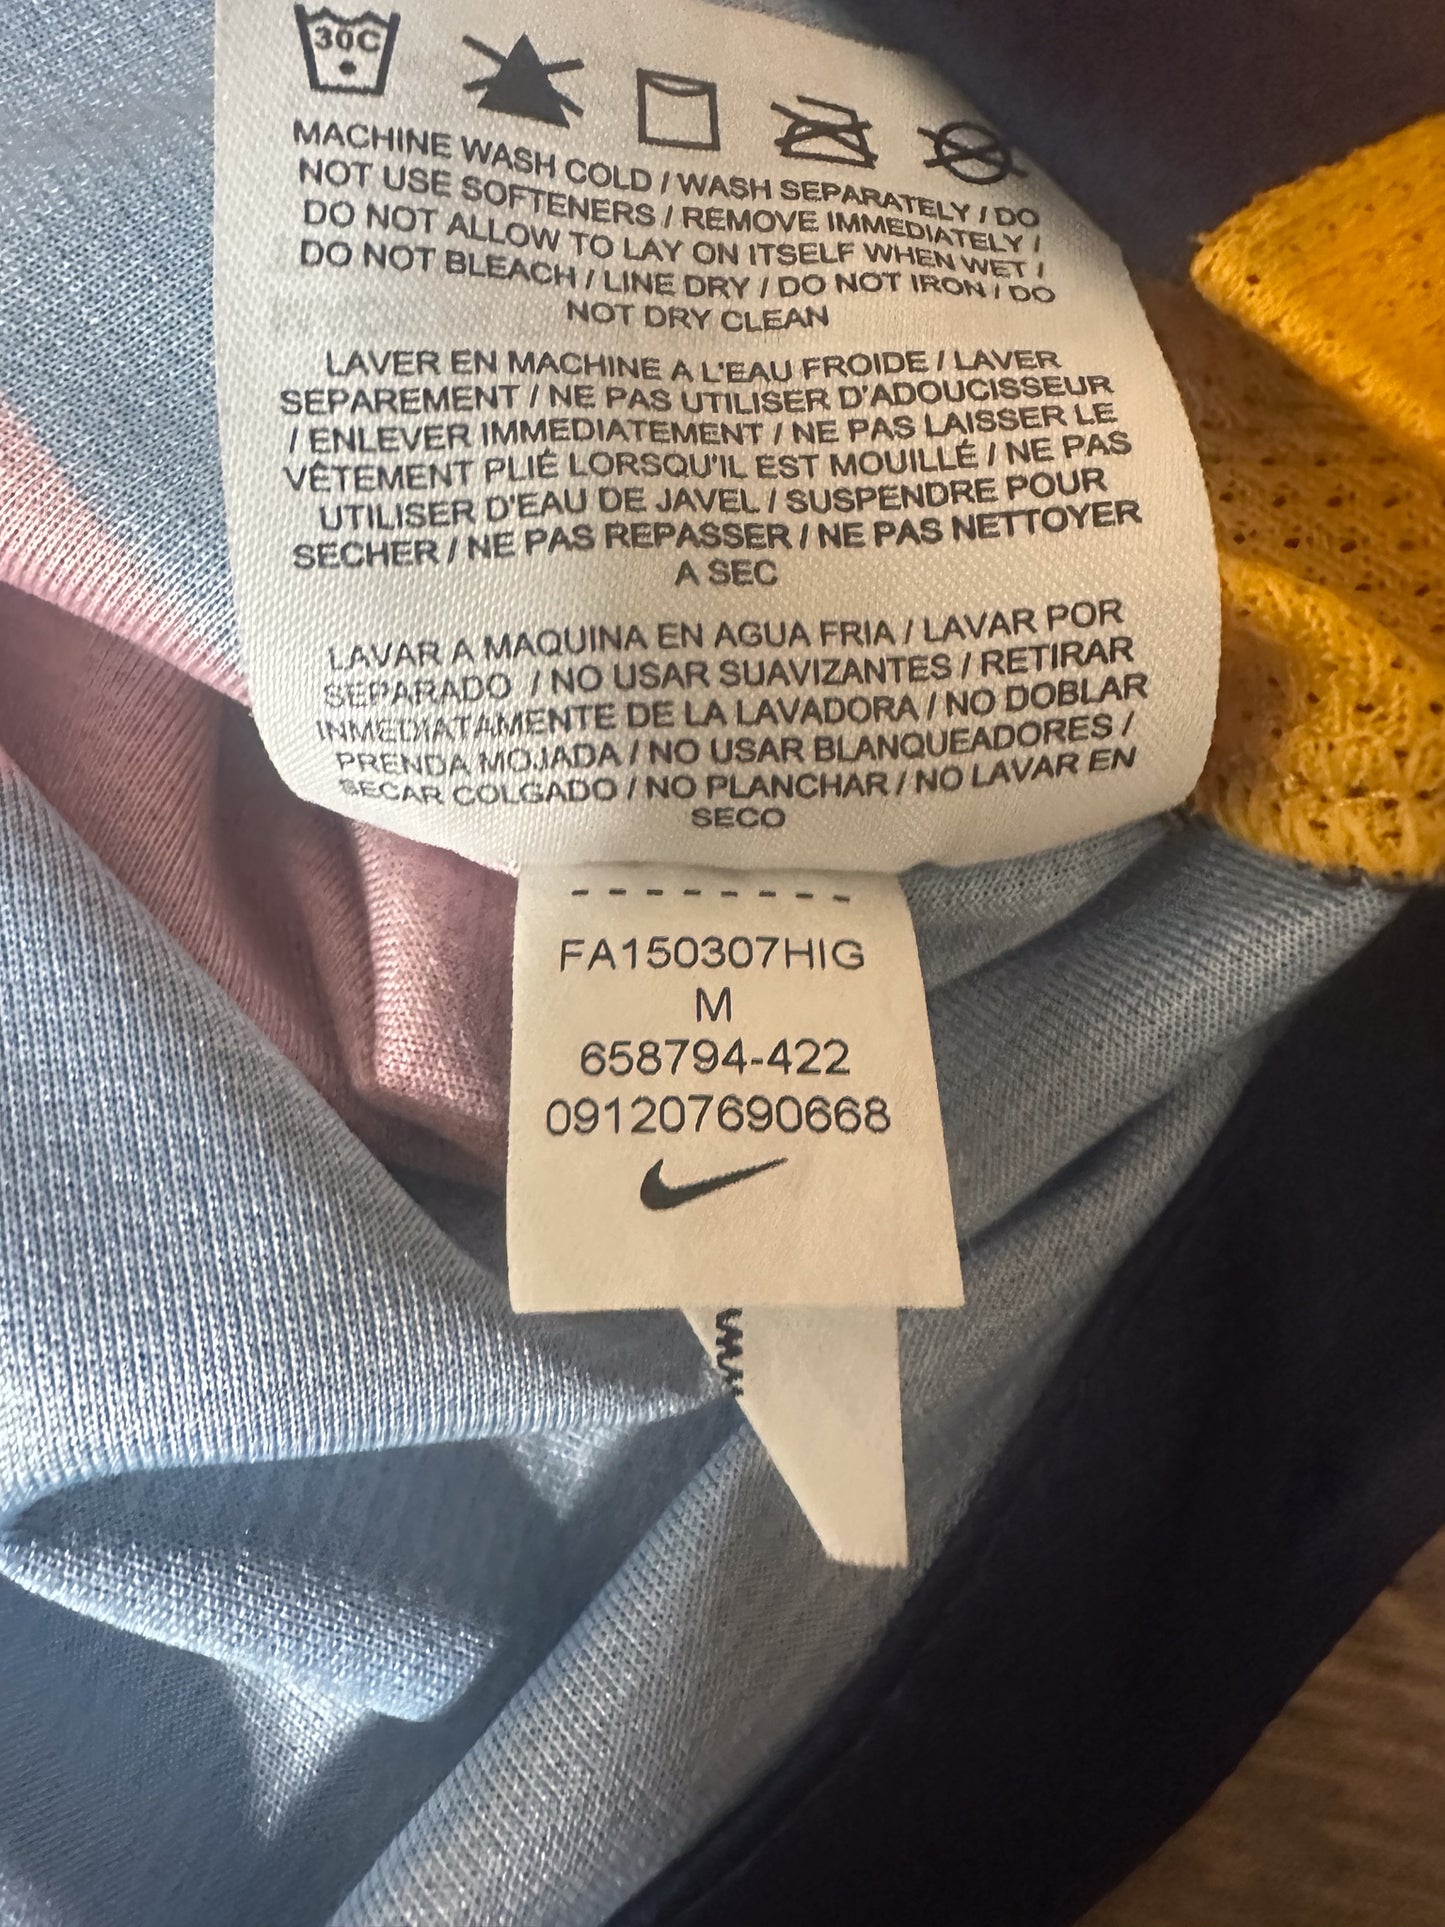 30C
MACHINE WASH COLD / WASH SEPARATELY / DO
NOT USE SOFTENERS / REMOVE IMMEDIATELY /
DO NOT ALLOW TO LAY ON ITSELF WHEN WET /
DO NOT BLEACH / LINE DRY / DO NOT IRON / DO
NOT DRY CLEAN
LAVER EN MACHINE A L'EAU FROIDE / LAVER
SEPAREMENT / NE PAS UTILISER D'ADOUCISSEUR
/ ENLEVER IMMEDIATEMENT / NE PAS LAISSER LE
VÊTEMENT PLIÉ LORSQU'IL EST MOUILLÉ / NE PAS
UTILISER D'EAU DE JAVEL / SUSPENDRE POUR
SECHER / NE PAS REPASSER / NE PAS NETTOYER
A SEC
LAVAR A MAQUINA EN AGUA FRIA / LAVAR POR
SEPARADO / NO USAR SUAVIZANTES / RETIRAR
INMEDIATAMENTE DE LA LAVADORA / NO DOBLAR
PRENDA MOJADA / NO USAR BLANQUEADORES /
SECAR COLGADO / NO PLANCHAR / NO LAVAR EN
SECO
FA150307HIG
M
658794-422
091207690668